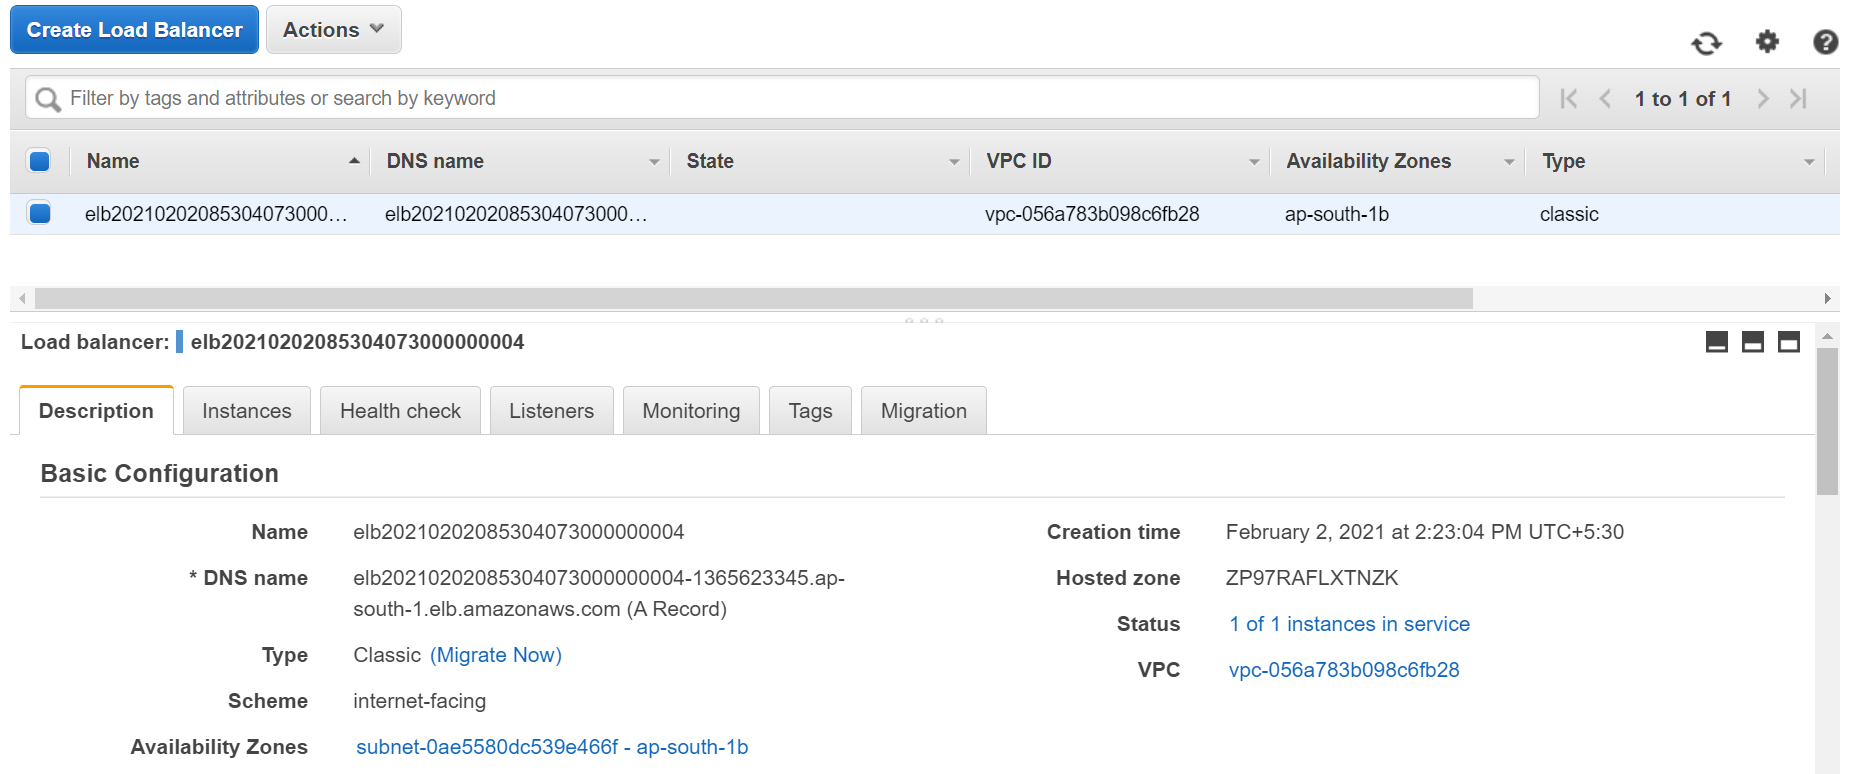 Create Load Balancer Actions
Filter by tags and attributes or search by keyword 1 to 1 of 1
Name DNS name State VPC ID Availability Zones Type
elb20210202085304073000… elb20210202085304073000… vpc-056a783b098c6fb28 ap-south-1b classic
Load balancer: elb20210202085304073000000004
Description Instances Health check Listeners Monitoring Tags Migration
Basic Configuration
Name elb20210202085304073000000004 Creation time February 2, 2021 at 2:23:04 PM UTC+5:30
* DNS name elb20210202085304073000000004-1365623345.ap- Hosted zone ZP97RAFLXTNZK
south-1.elb.amazonaws.com (A Record)
Status 1 of 1 instances in service
Type Classic (Migrate Now)
VPC vpc-056a783b098c6fb28
Scheme internet-facing
Availability Zones subnet-0ae5580dc539e466f - ap-south-1b